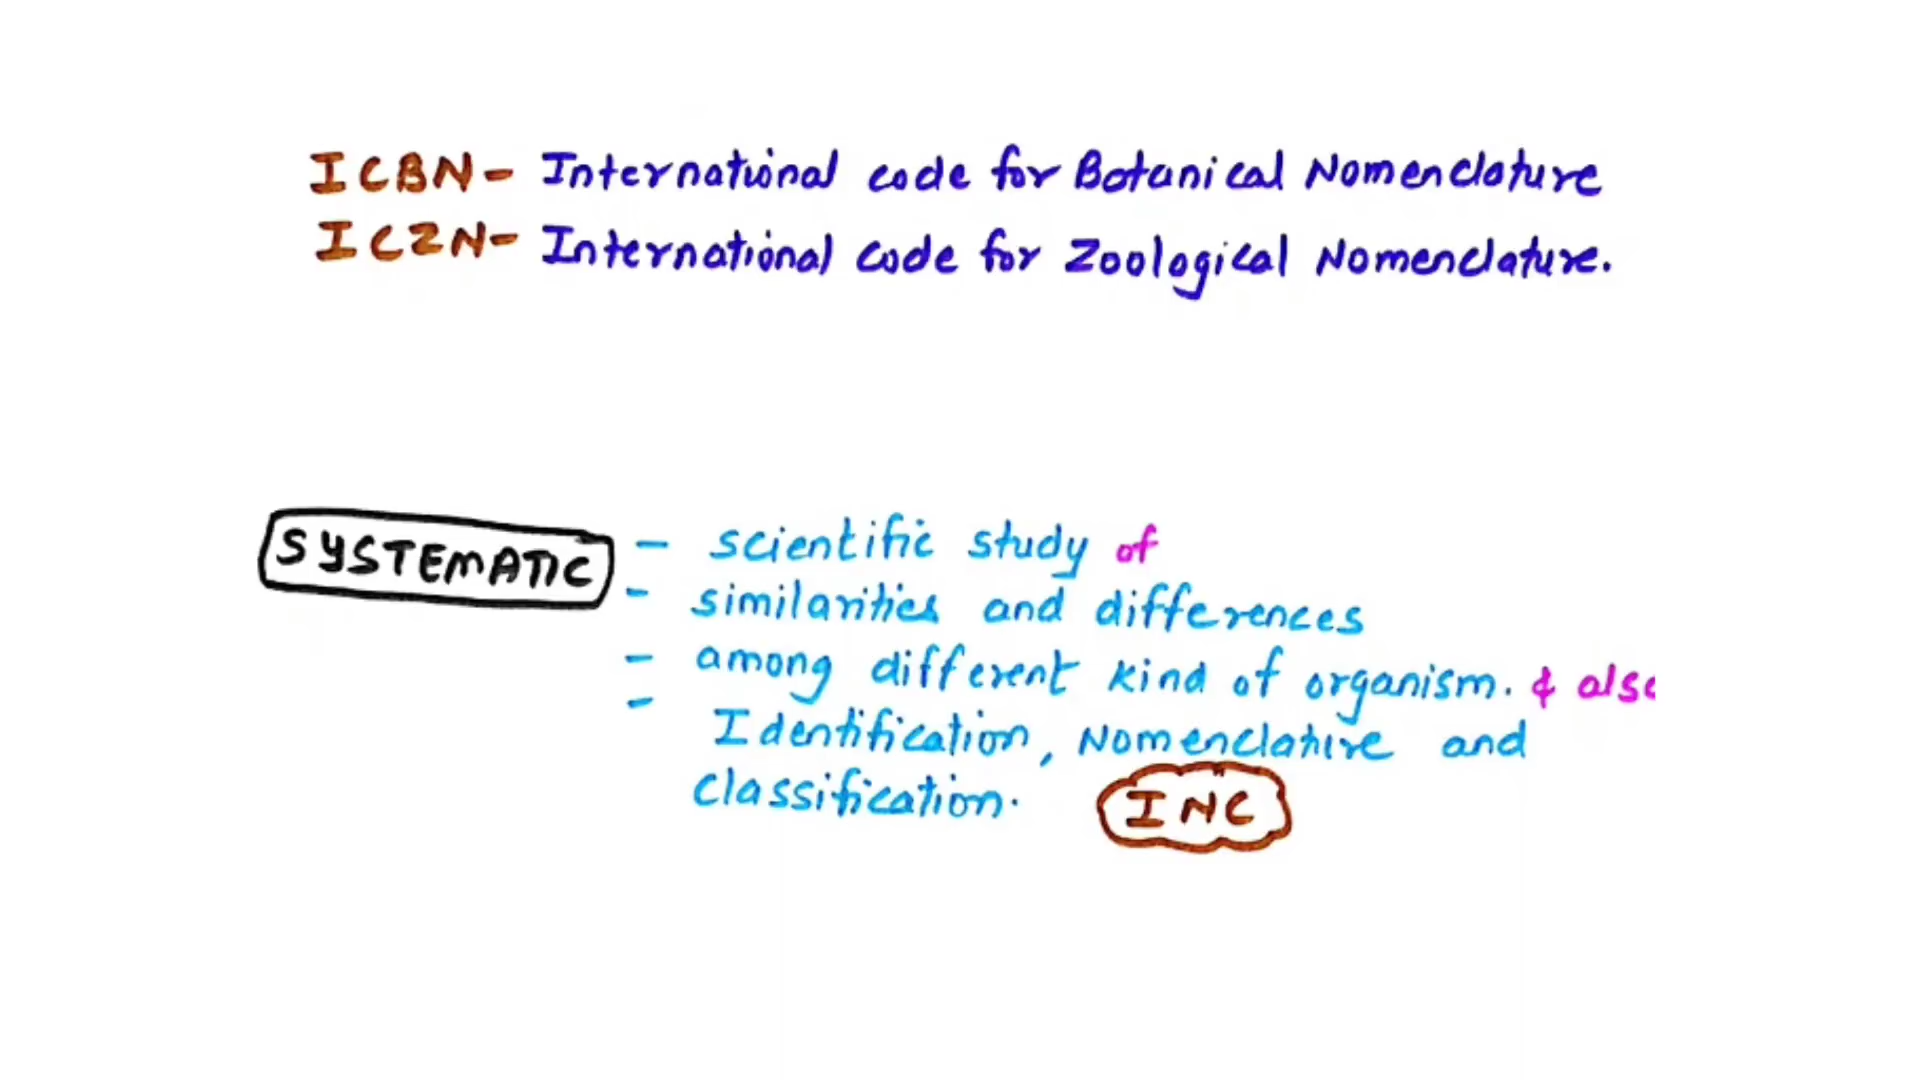 ICBN- International code for Botanical Nomenclature
ICZN- International code for Zoological Nomenclature.
SYSTEMATIC - scientific study of
- similarities and differences
- among different kind of organism. & also
- Identification, Nomenclature and
classification. INC